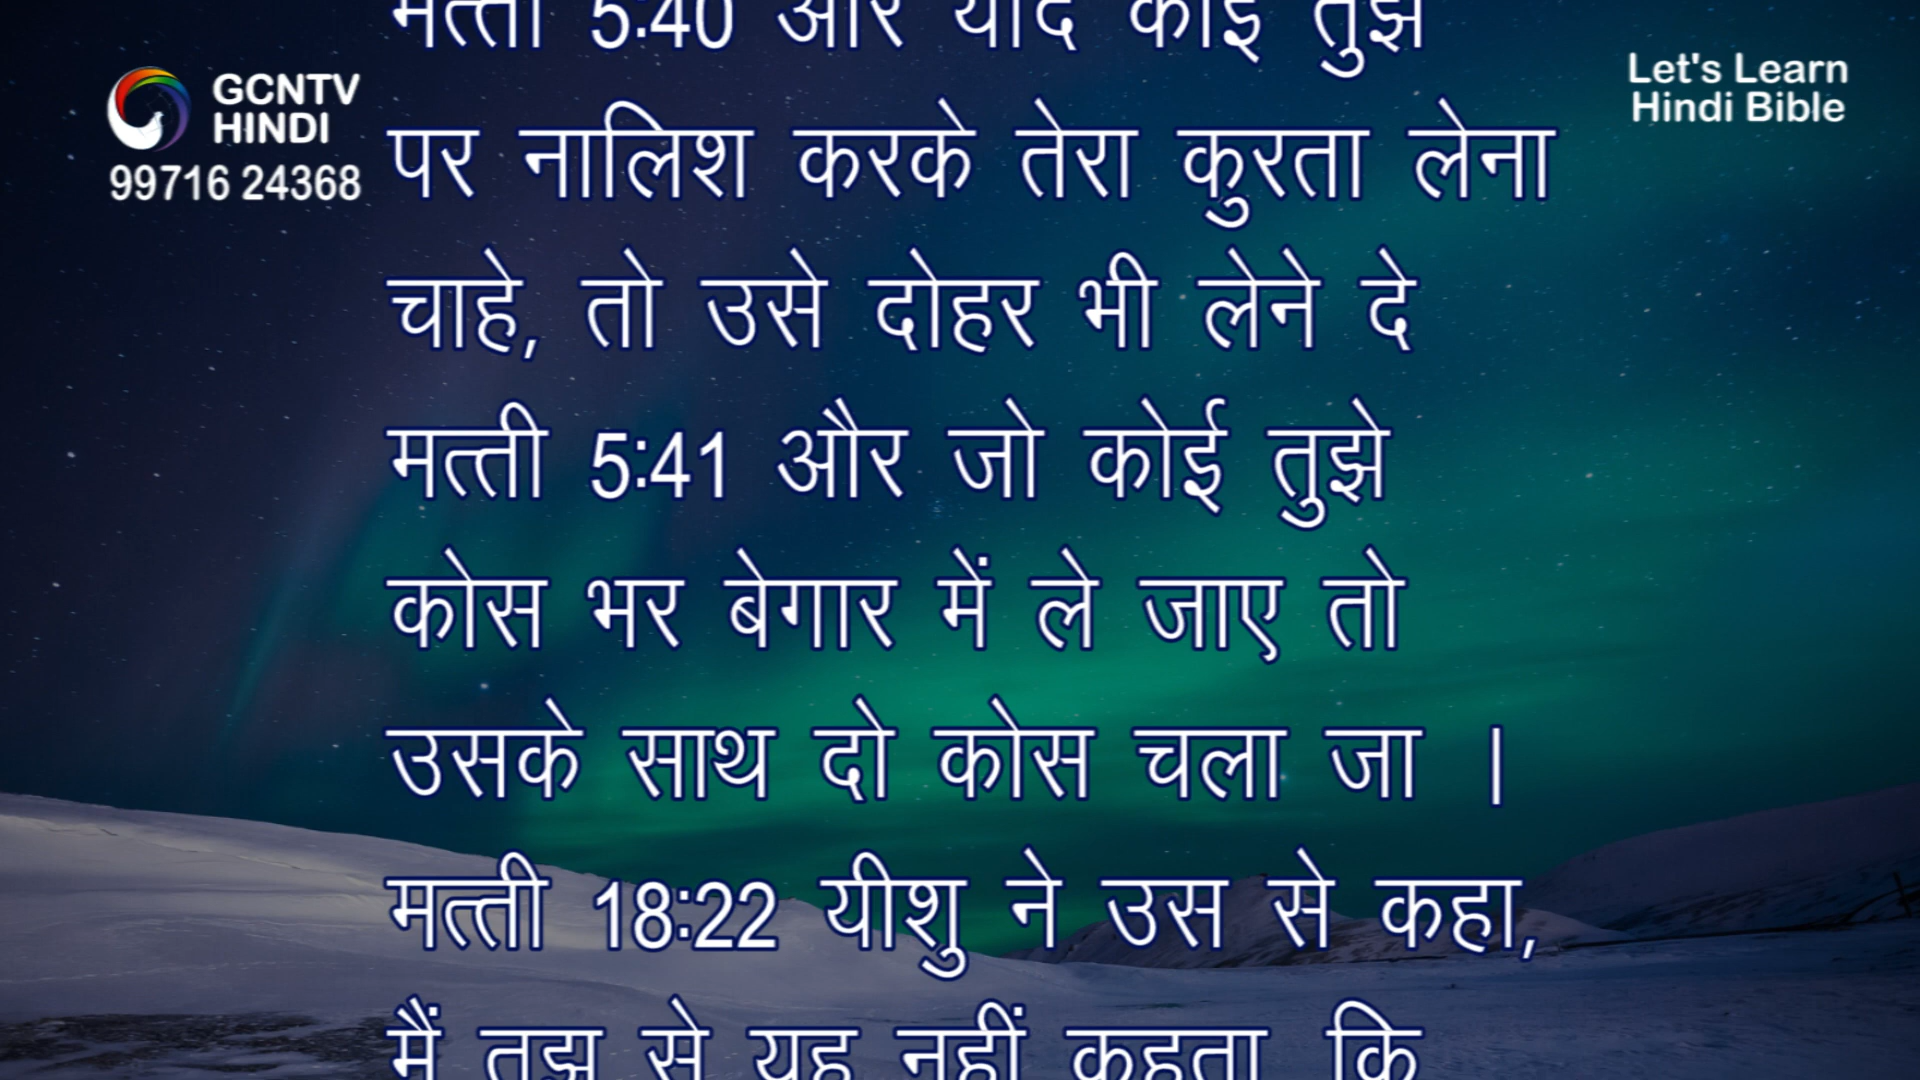 मत्ती 5:40 और यदि कोई तुझ
GCNTV
HINDI
99716 24368
Let's Learn
Hindi Bible
पर नालिश करके तेरा कुरता लेना
चाहे, तो उसे दोहर भी लेने दे
मत्ती 5:41 और जो कोई तुझे
कोस भर बेगार में ले जाए तो
उसके साथ दो कोस चला जा ।
मत्ती 18:22 यीशु ने उस से कहा,
मैं तुझ से यह नहीं कहता कि